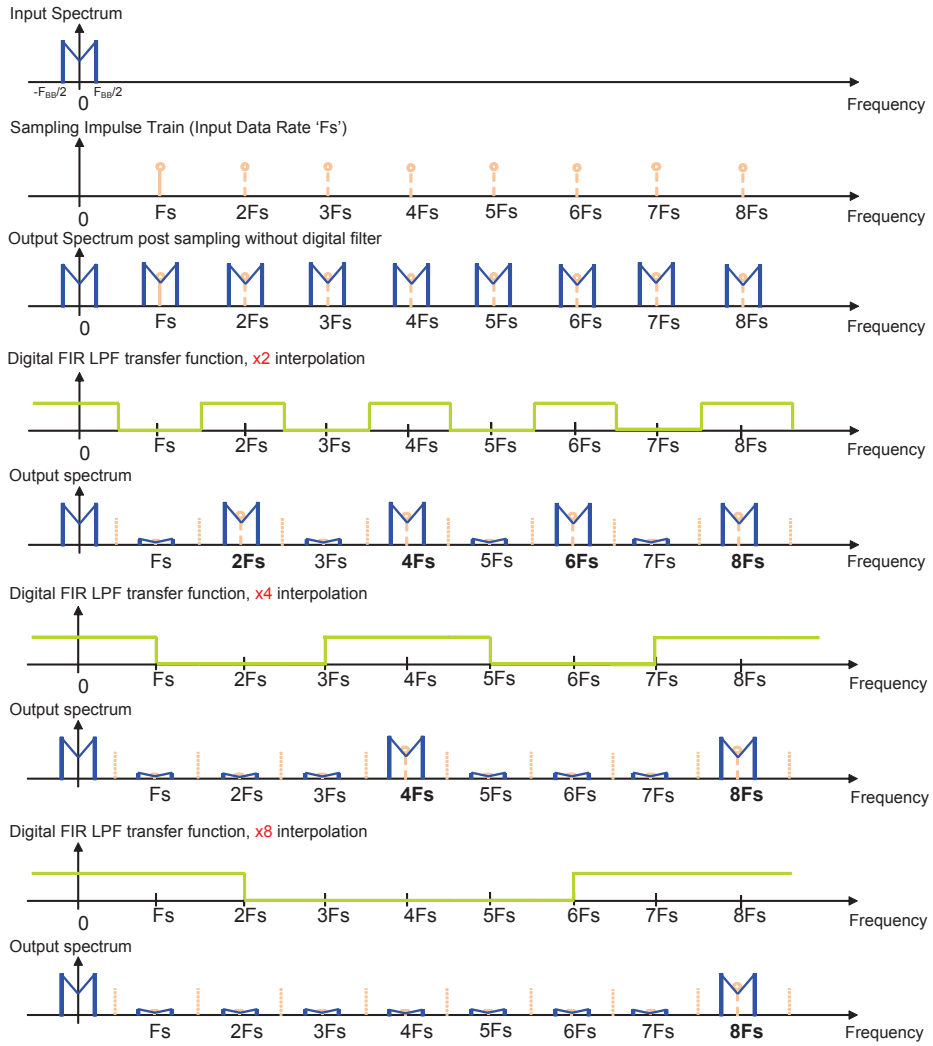 Input Spectrum
-FBB/2 0 FBB/2 Frequency
Sampling Impulse Train (Input Data Rate 'Fs')
0 Fs 2Fs 3Fs 4Fs 5Fs 6Fs 7Fs 8Fs Frequency
Output Spectrum post sampling without digital filter
0 Fs 2Fs 3Fs 4Fs 5Fs 6Fs 7Fs 8Fs Frequency
Digital FIR LPF transfer function, x2 interpolation
0 Fs 2Fs 3Fs 4Fs 5Fs 6Fs 7Fs 8Fs Frequency
Output spectrum
Fs 2Fs 3Fs 4Fs 5Fs 6Fs 7Fs 8Fs Frequency
Digital FIR LPF transfer function, x4 interpolation
0 Fs 2Fs 3Fs 4Fs 5Fs 6Fs 7Fs 8Fs Frequency
Output spectrum
Fs 2Fs 3Fs 4Fs 5Fs 6Fs 7Fs 8Fs Frequency
Digital FIR LPF transfer function, x8 interpolation
0 Fs 2Fs 3Fs 4Fs 5Fs 6Fs 7Fs 8Fs Frequency
Output spectrum
Fs 2Fs 3Fs 4Fs 5Fs 6Fs 7Fs 8Fs Frequency